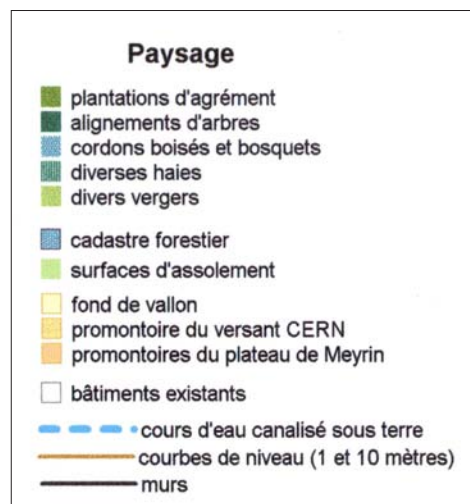 Paysage
plantations d'agrément
alignements d'arbres
cordons boisés et bosquets
diverses haies
divers vergers
cadastre forestier
surfaces d'assolement
fond de vallon
promontoire du versant CERN
promontoires du plateau de Meyrin
bâtiments existants
cours d'eau canalisé sous terre
courbes de niveau (1 et 10 mètres)
murs